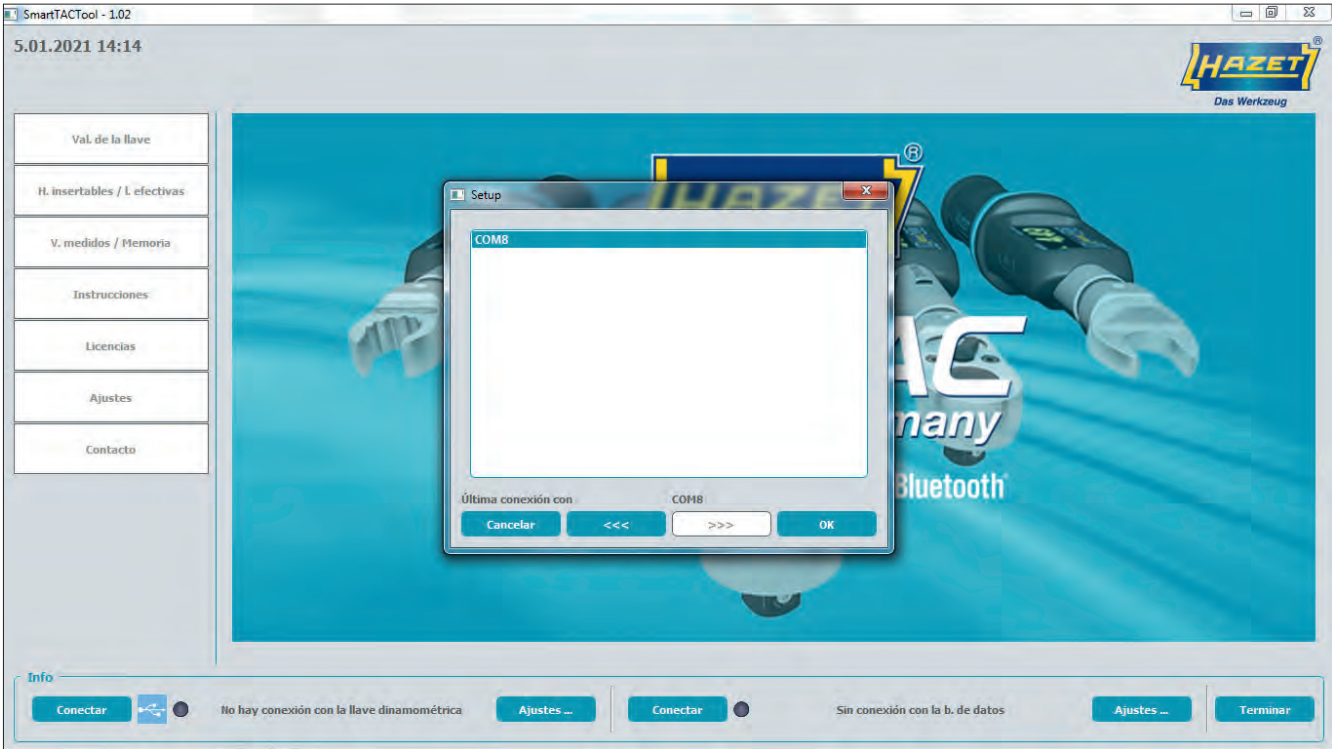 SmartTACTool - 1.02
5.01.2021 14:14
HAZET®
Das Werkzeug
Val. de la llave
H. insertables / l. efectivas
V. medidos / Memoria
Instrucciones
Licencias
Ajustes
Contacto
®
HAZET
Setup
COM8
Última conexión con COM8
Cancelar <<< >>> OK
AC
many
Bluetooth
Info
Conectar No hay conexión con la llave dinamométrica Ajustes ... Conectar Sin conexión con la b. de datos Ajustes ... Terminar